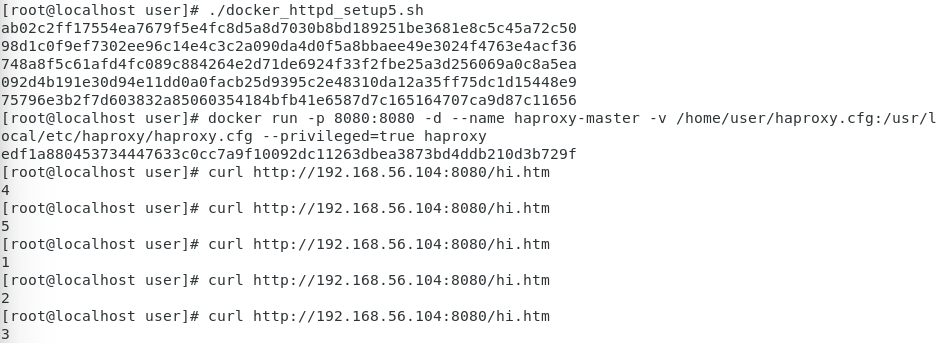 [root@localhost user]# ./docker_httpd_setup5.sh
ab02c2ff17554ea7679f5e4fc8d5a8d7030b8bd189251be3681e8c5c45a72c50
98d1c0f9ef7302ee96c14e4c3c2a090da4d0f5a8bbaee49e3024f4763e4acf36
748a8f5c61afd4fc089c884264e2d71de6924f33f2fbe25a3d256069a0c8a5ea
092d4b191e30d94e11dd0a0facb25d9395c2e48310da12a35ff75dc1d15448e9
75796e3b2f7d603832a85060354184bfb41e6587d7c165164707ca9d87c11656
[root@localhost user]# docker run -p 8080:8080 -d --name haproxy-master -v /home/user/haproxy.cfg:/usr/l
ocal/etc/haproxy/haproxy.cfg --privileged=true haproxy
edf1a880453734447633c0cc7a9f10092dc11263dbea3873bd4ddb210d3b729f
[root@localhost user]# curl http://192.168.56.104:8080/hi.htm
4
[root@localhost user]# curl http://192.168.56.104:8080/hi.htm
5
[root@localhost user]# curl http://192.168.56.104:8080/hi.htm
1
[root@localhost user]# curl http://192.168.56.104:8080/hi.htm
2
[root@localhost user]# curl http://192.168.56.104:8080/hi.htm
3